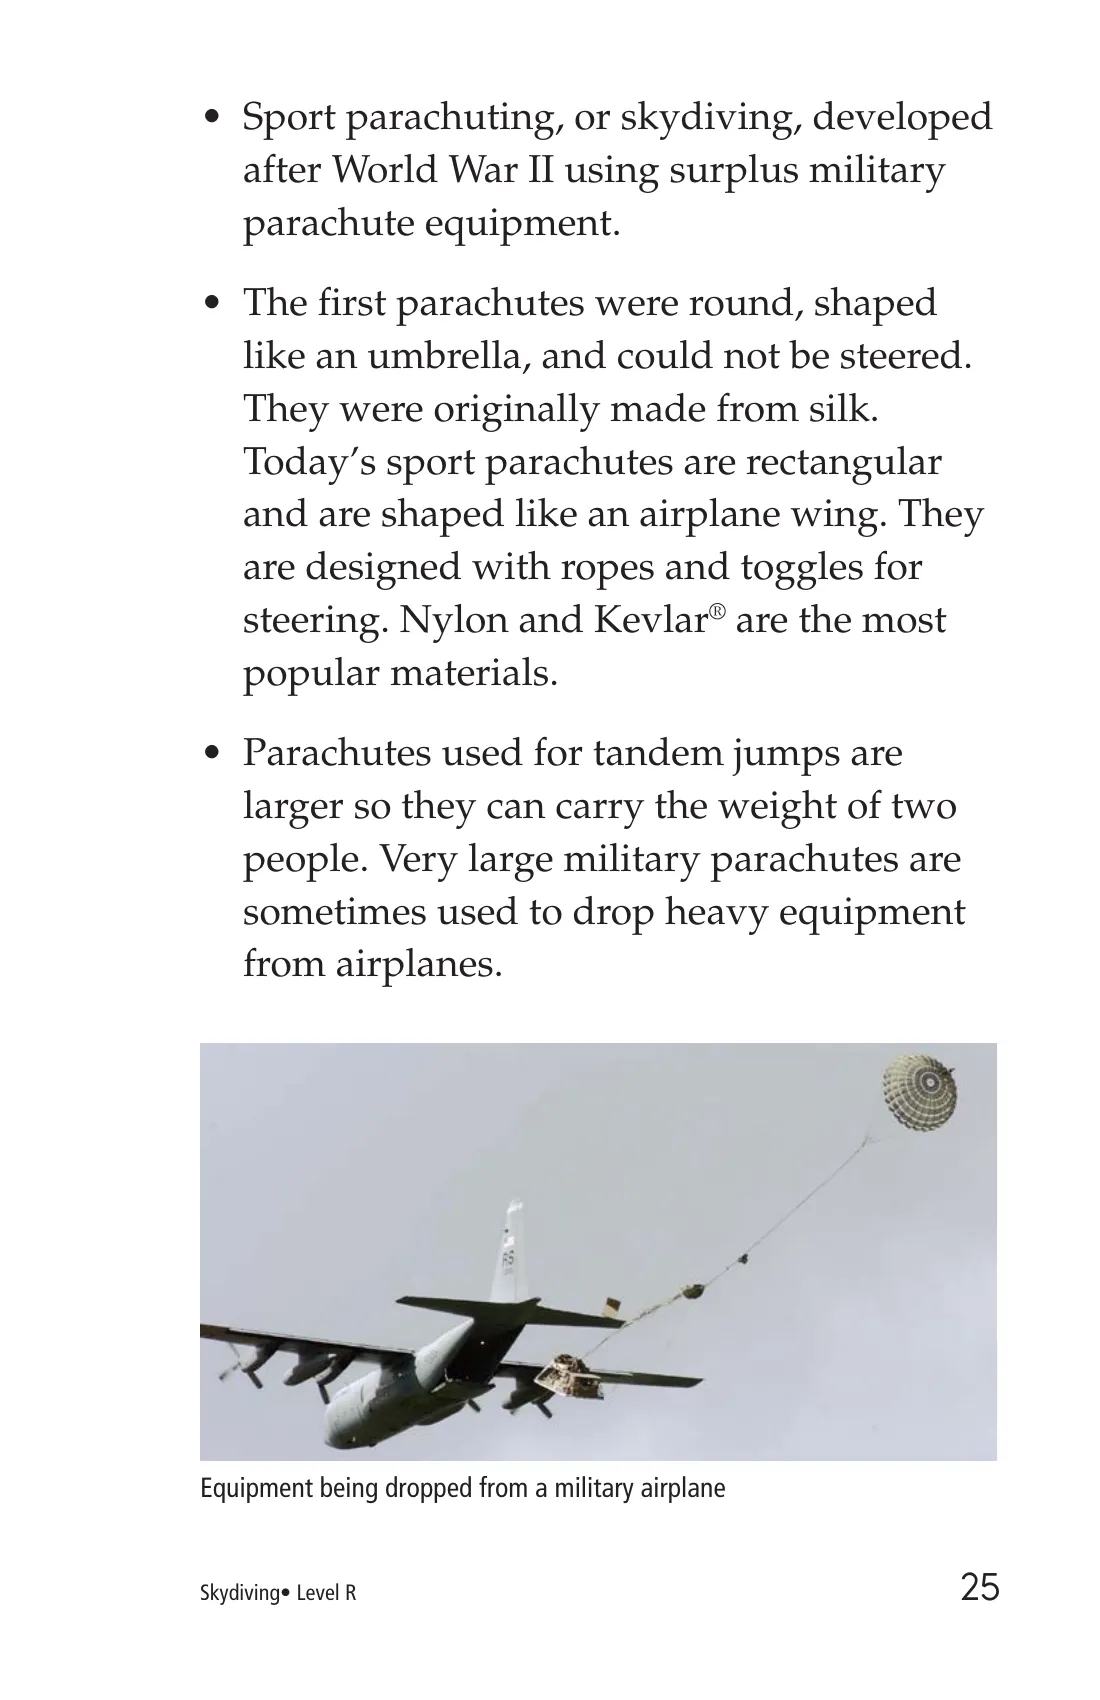 • Sport parachuting, or skydiving, developed
after World War II using surplus military
parachute equipment.
• The first parachutes were round, shaped
like an umbrella, and could not be steered.
They were originally made from silk.
Today’s sport parachutes are rectangular
and are shaped like an airplane wing. They
are designed with ropes and toggles for
steering. Nylon and Kevlar® are the most
popular materials.
• Parachutes used for tandem jumps are
larger so they can carry the weight of two
people. Very large military parachutes are
sometimes used to drop heavy equipment
from airplanes.
RS
Equipment being dropped from a military airplane
Skydiving• Level R
25